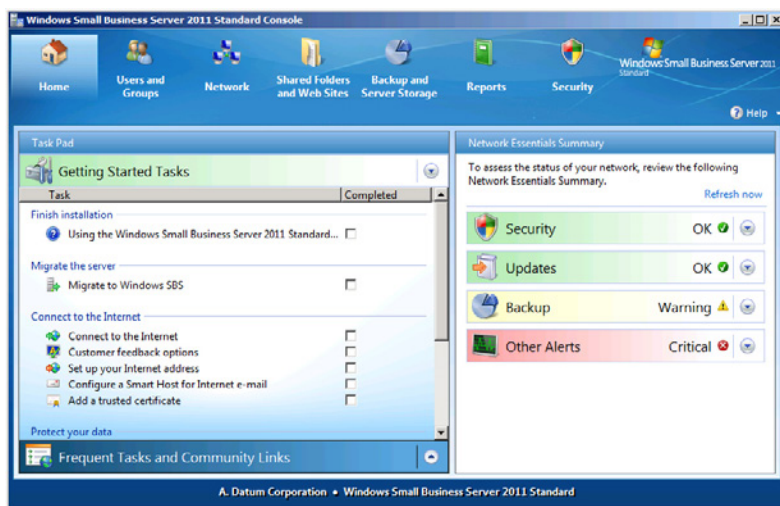 Windows Small Business Server 2011 Standard Console
Home
Users and
Groups
Network
Shared Folders
and Web Sites
Backup and
Server Storage
Reports
Security
Windows Small Business Server 2011
Standard
Help
Task Pad
Getting Started Tasks
Task Completed
Finish installation
Using the Windows Small Business Server 2011 Standard...
Migrate the server
Migrate to Windows SBS
Connect to the Internet
Connect to the Internet
Customer feedback options
Set up your Internet address
Configure a Smart Host for Internet e-mail
Add a trusted certificate
Protect your data
Frequent Tasks and Community Links
Network Essentials Summary
To assess the status of your network, review the following
Network Essentials Summary.
Refresh now
Security OK
Updates OK
Backup Warning
Other Alerts Critical
A. Datum Corporation • Windows Small Business Server 2011 Standard